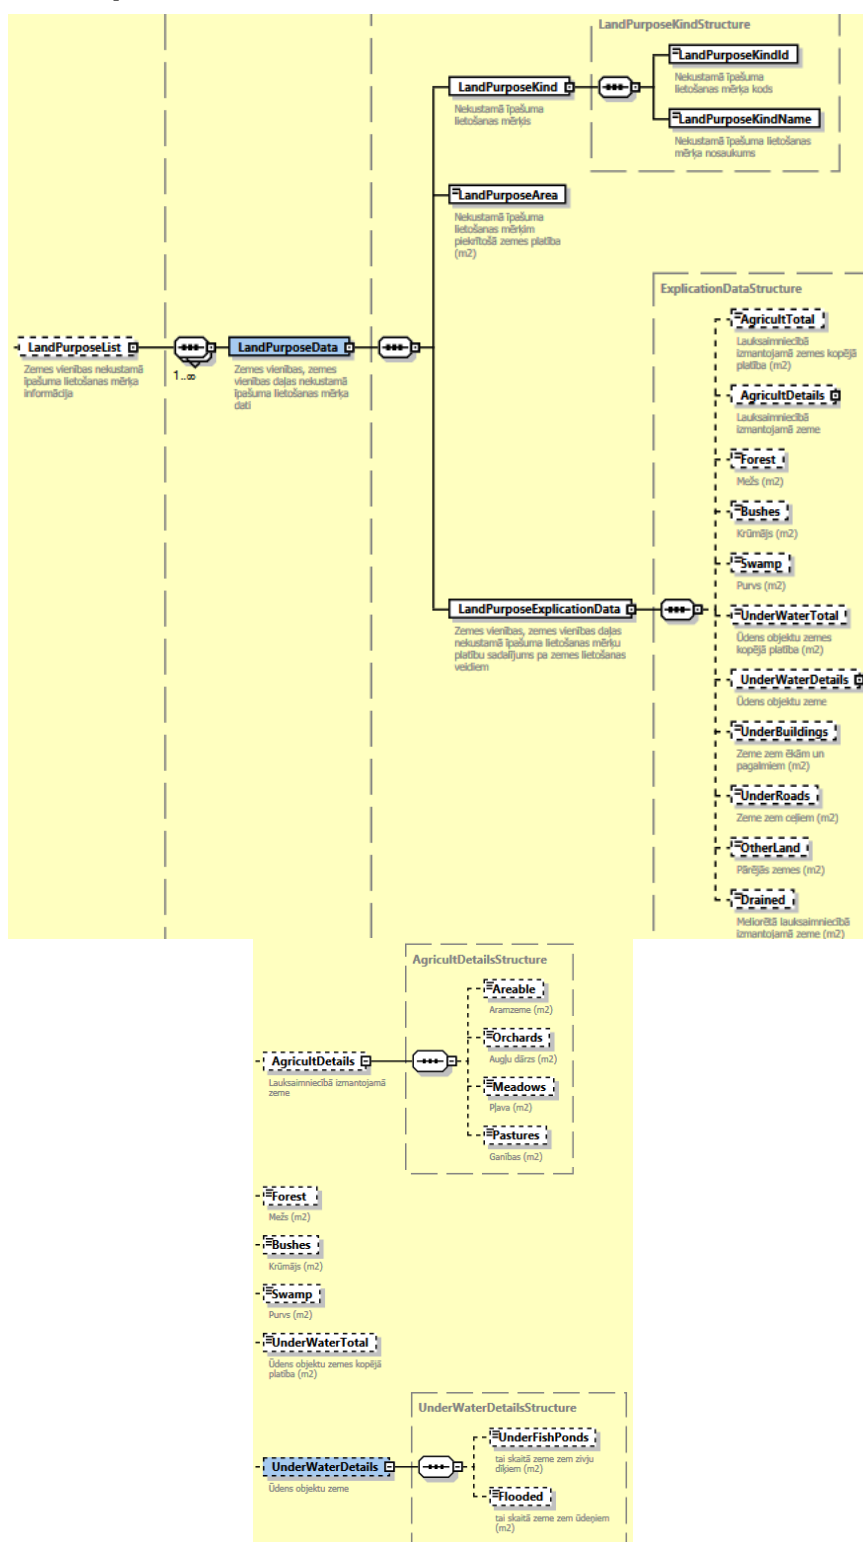 LandPurposeKindStructure
LandPurposeKindId
Nekustamā īpašuma
lietošanas mērķa kods
LandPurposeKind
Nekustamā īpašuma
lietošanas mērķis
LandPurposeKindName
Nekustamā īpašuma lietošanas
mērķa nosaukums
LandPurposeArea
Nekustamā īpašuma
lietošanas mērķim
piekrītošā zemes platība
(m2)
ExplicationDataStructure
LandPurposeList
Zemes vienības nekustamā
īpašuma lietošanas mērķa
informācija
1..∞
LandPurposeData
Zemes vienības, zemes
vienības daļas nekustamā
īpašuma lietošanas mērķa
dati
AgricultTotal
Lauksaimniecībā
izmantojamā zemes kopējā
platība (m2)
AgricultDetails
Lauksaimniecībā
izmantojamā zeme
Forest
Mežs (m2)
Bushes
Krūmājs (m2)
Swamp
Purvs (m2)
LandPurposeExplicationData
Zemes vienības, zemes vienības daļas
nekustamā īpašuma lietošanas mērķu
platību sadalījums pa zemes lietošanas
veidiem
UnderWaterTotal
Ūdens objektu zemes
kopējā platība (m2)
UnderWaterDetails
Ūdens objektu zeme
UnderBuildings
Zeme zem ēkām un
pagalmiem (m2)
UnderRoads
Zeme zem ceļiem (m2)
OtherLand
Pārējās zemes (m2)
Drained
Meliorētā lauksaimniecībā
izmantojamā zeme (m2)
AgricultDetailsStructure
Areable
Aramzeme (m2)
Orchards
Augļu dārzs (m2)
AgricultDetails
Lauksaimniecībā izmantojamā
zeme
Meadows
Pļava (m2)
Pastures
Ganības (m2)
Forest
Mežs (m2)
Bushes
Krūmājs (m2)
Swamp
Purvs (m2)
UnderWaterTotal
Ūdens objektu zemes kopējā
platība (m2)
UnderWaterDetailsStructure
UnderFishPonds
tai skaitā zeme zem zivju
dīķiem (m2)
UnderWaterDetails
Ūdens objektu zeme
Flooded
tai skaitā zeme zem ūdeņiem
(m2)